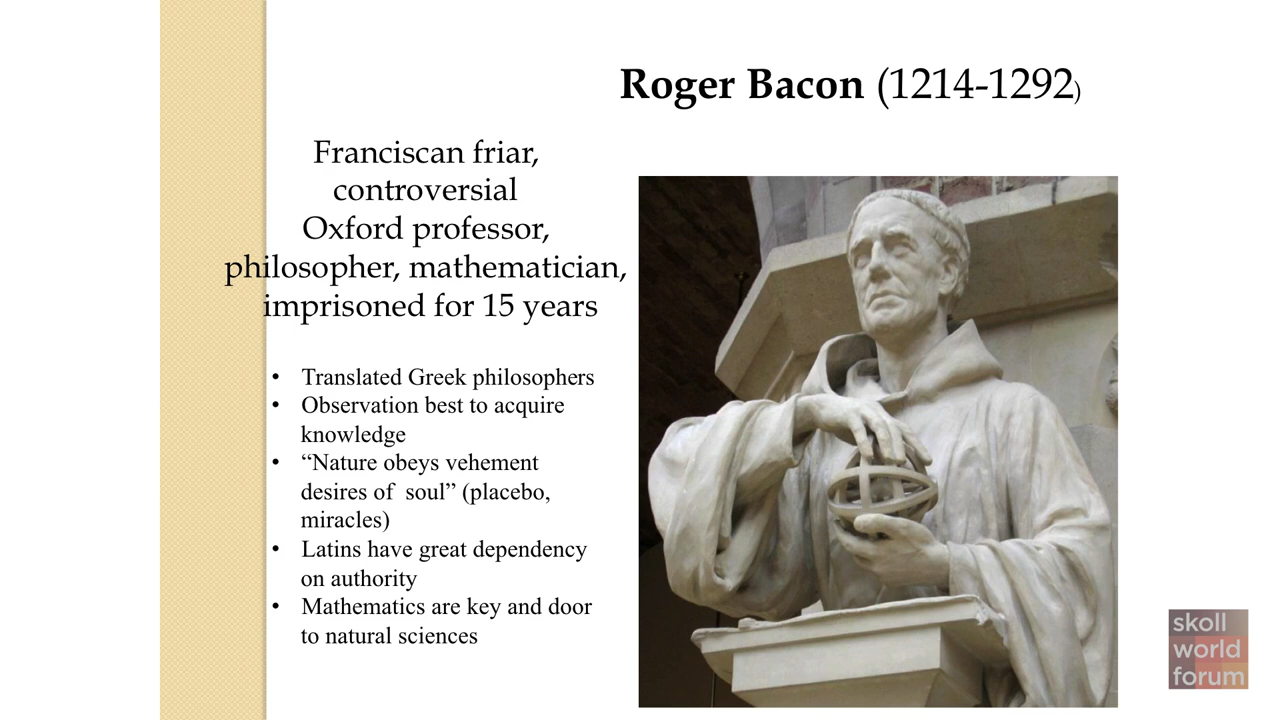 Roger Bacon (1214-1292)
Franciscan friar,
controversial
Oxford professor,
philosopher, mathematician,
imprisoned for 15 years
• Translated Greek philosophers
• Observation best to acquire
knowledge
• “Nature obeys vehement
desires of  soul” (placebo,
miracles)
• Latins have great dependency
on authority
• Mathematics are key and door
to natural sciences
skoll
world
forum